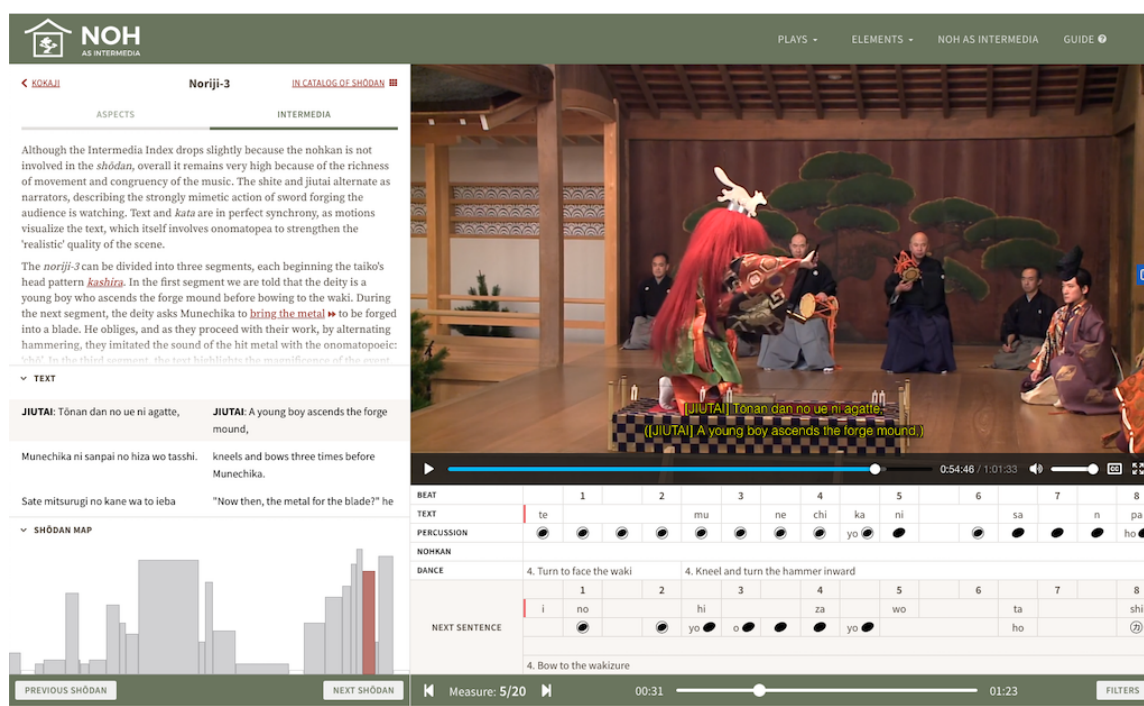 NOH
AS INTERMEDIA
PLAYS
ELEMENTS
NOH AS INTERMEDIA
GUIDE ?
KOKAJI
Noriji-3
IN CATALOG OF SHŌDAN
ASPECTS
INTERMEDIA
Although the Intermedia Index drops slightly because the nohkan is not
involved in the shōdan, overall it remains very high because of the richness
of movement and congruency of the music. The shite and jiutai alternate as
narrators, describing the strongly mimetic action of sword forging the
audience is watching. Text and kata are in perfect synchrony, as motions
visualize the text, which itself involves onomatopea to strengthen the
'realistic' quality of the scene.
The noriji-3 can be divided into three segments, each beginning the taiko's
head pattern kashira. In the first segment we are told that the deity is a
young boy who ascends the forge mound before bowing to the waki. During
the next segment, the deity asks Munechika to bring the metal to be forged
into a blade. He obliges, and as they proceed with their work, by alternating
hammering, they imitated the sound of the hit metal with the onomatopoeic:
'chō'. In the third segment, the text highlights the magnificence of the event
TEXT
JIUTAI: Tōnan dan no ue ni agatte,
JIUTAI: A young boy ascends the forge
mound,
Munechika ni sanpai no hiza wo tasshi.
kneels and bows three times before
Munechika.
Sate mitsurugi no kane wa to ieba
"Now then, the metal for the blade?" he
SHŌDAN MAP
PREVIOUS SHŌDAN
NEXT SHŌDAN
[JIUTAI] Tōnan dan no ue ni agatte,
([JIUTAI] A young boy ascends the forge mound,)
0:54:46 / 1:01:33
CC
BEAT 1 2 3 4 5 6 7 8
TEXT te mu ne chi ka ni sa n pa
PERCUSSION yo ho
NOHKAN
DANCE 4. Turn to face the waki 4. Kneel and turn the hammer inward
1 2 3 4 5 6 7 8
i no hi za wo ta shi
NEXT SENTENCE yo o yo ho カ
4. Bow to the wakizure
Measure: 5/20
00:31
01:23
FILTERS